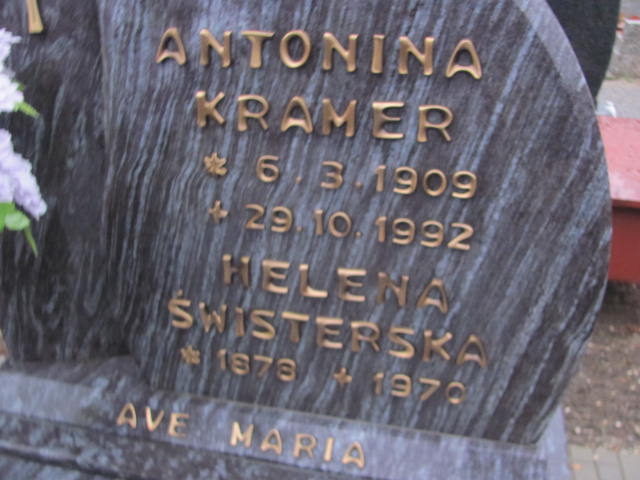 ANTONINA
KRAMER
* 6.3.1909
+ 29.10.1992
HELENA
ŚWISTERSKA
* 1878 + 1970
AVE MARIA